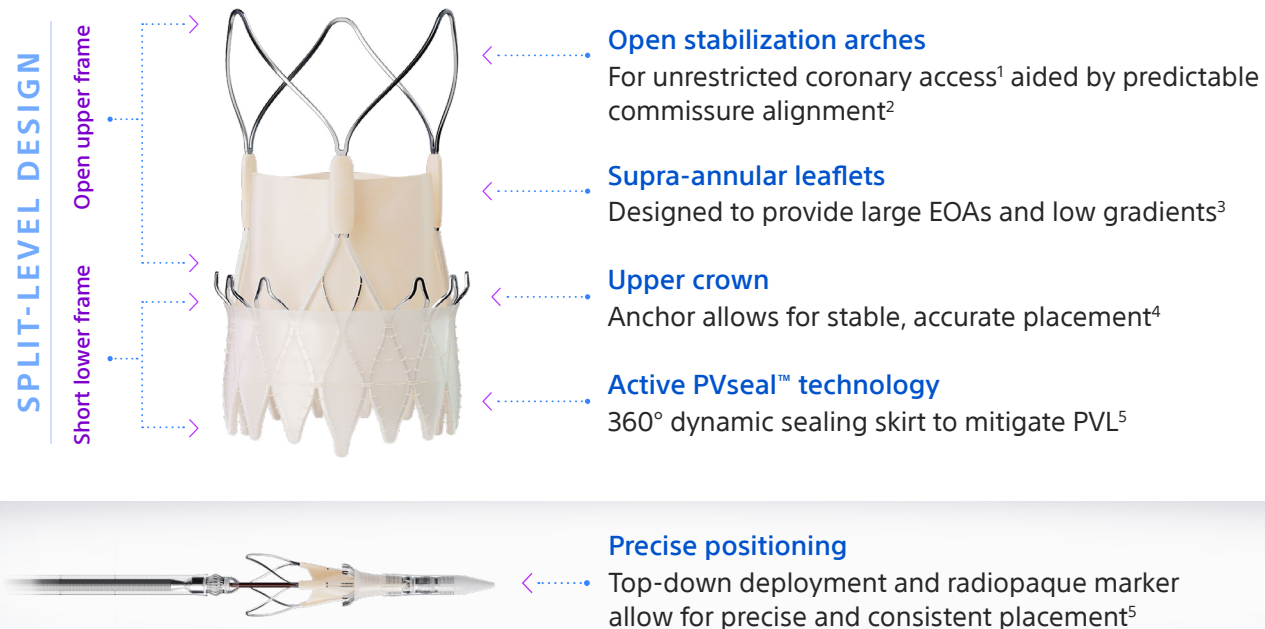 SPLIT-LEVEL DESIGN
Open upper frame
Short lower frame
Open stabilization arches
For unrestricted coronary access¹ aided by predictable
commissure alignment²
Supra-annular leaflets
Designed to provide large EOAs and low gradients³
Upper crown
Anchor allows for stable, accurate placement⁴
Active PVseal™ technology
360° dynamic sealing skirt to mitigate PVL⁵
Precise positioning
Top-down deployment and radiopaque marker
allow for precise and consistent placement⁵